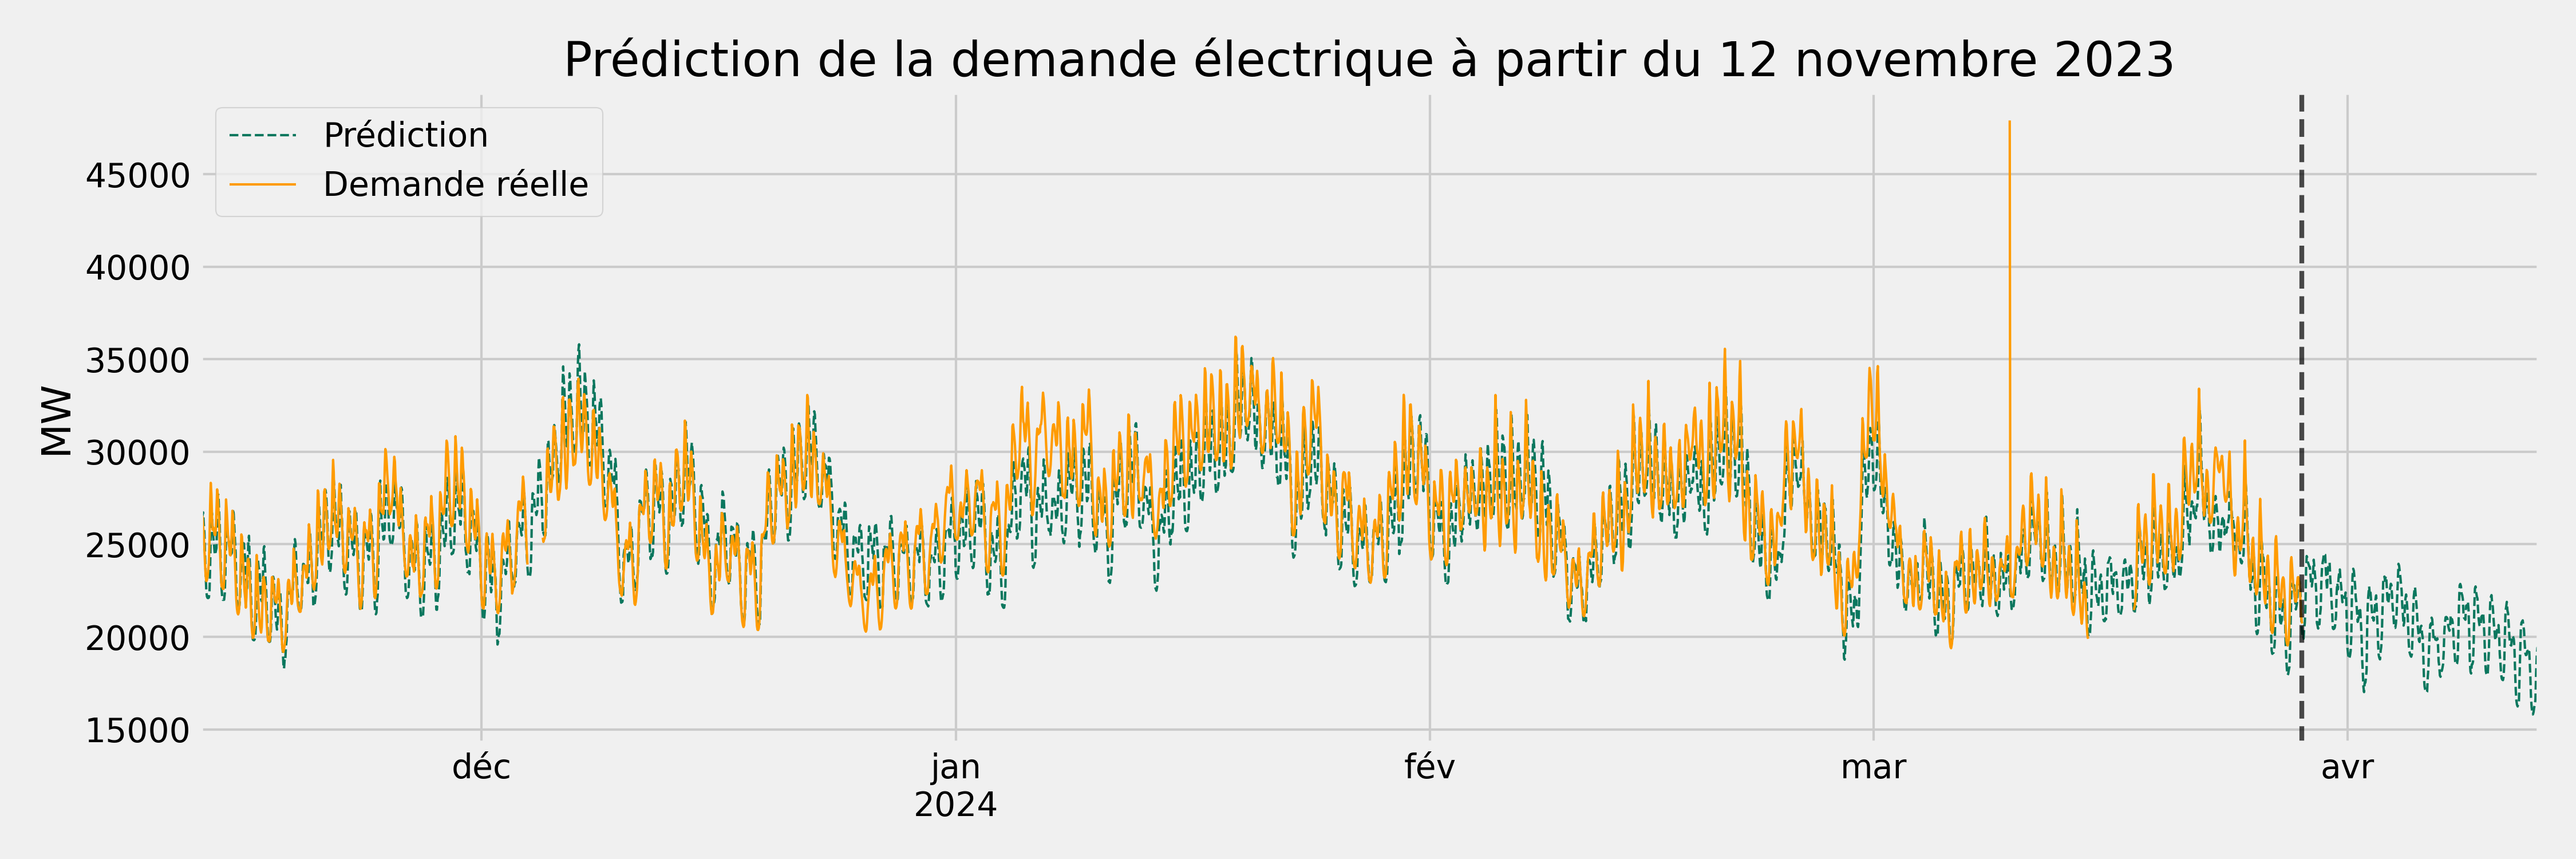 Prédiction de la demande électrique à partir du 12 novembre 2023
Prédiction
Demande réelle
MW
45000
40000
35000
30000
25000
20000
15000
déc
jan
2024
fév
mar
avr